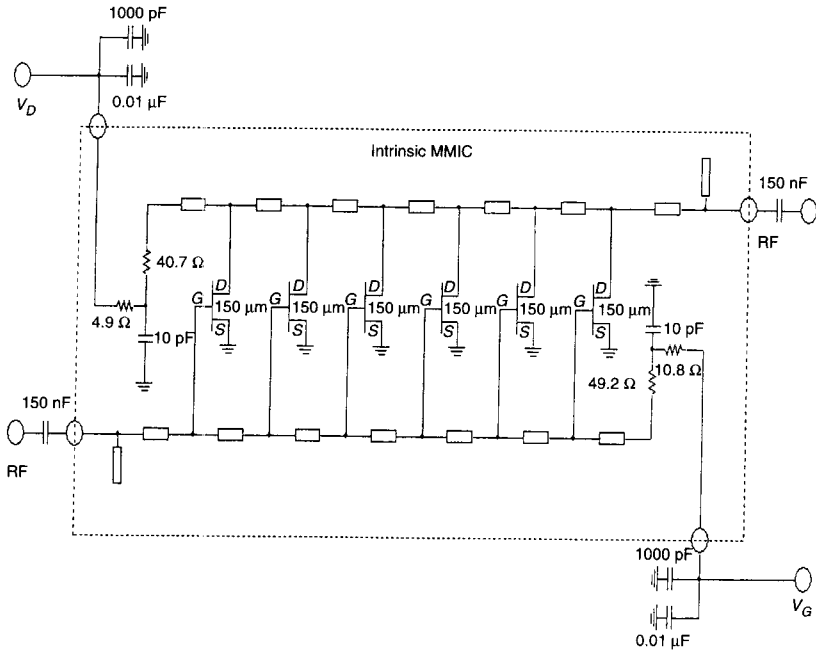 1000 pF
V_D
0.01 μF
Intrinsic MMIC
150 nF
RF
40.7 Ω
4.9 Ω
10 pF
D
G
150 μm
S
D
G
150 μm
S
D
G
150 μm
S
D
G
150 μm
S
D
G
150 μm
S
D
G
150 μm
S
10 pF
10.8 Ω
49.2 Ω
150 nF
RF
1000 pF
V_G
0.01 μF